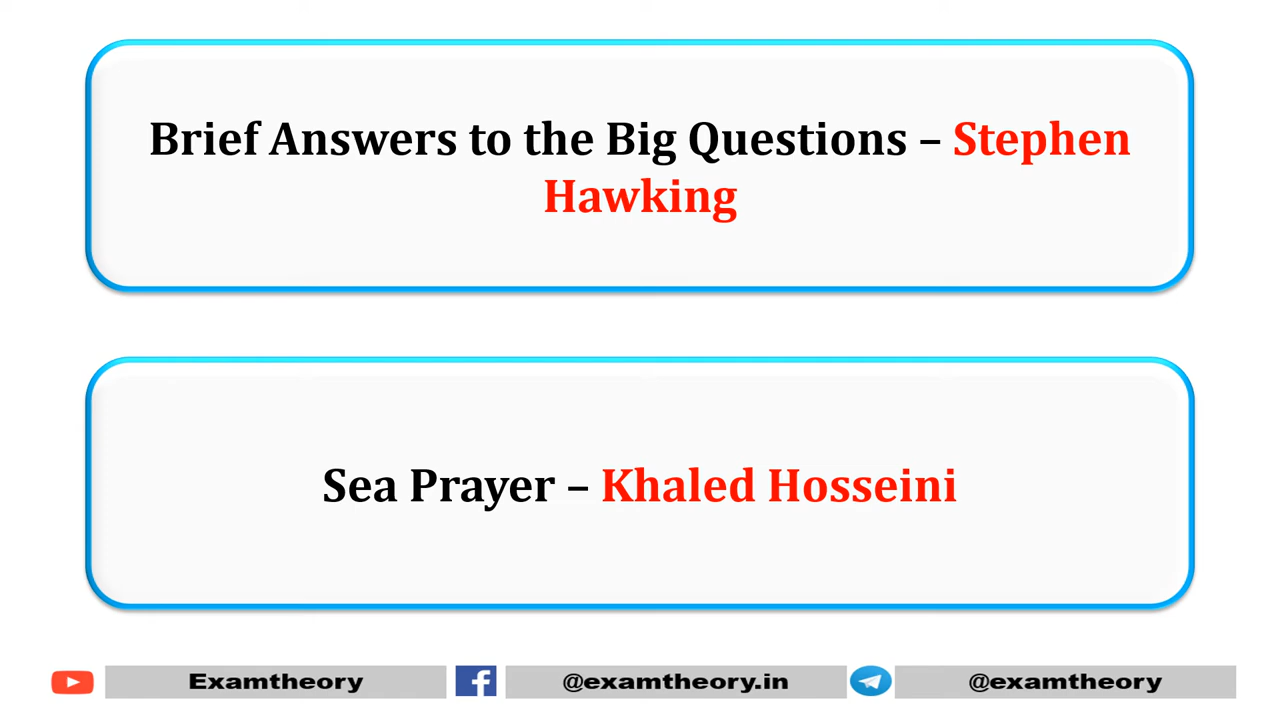 Brief Answers to the Big Questions – Stephen
Hawking
Sea Prayer – Khaled Hosseini
Examtheory
@examtheory.in
@examtheory